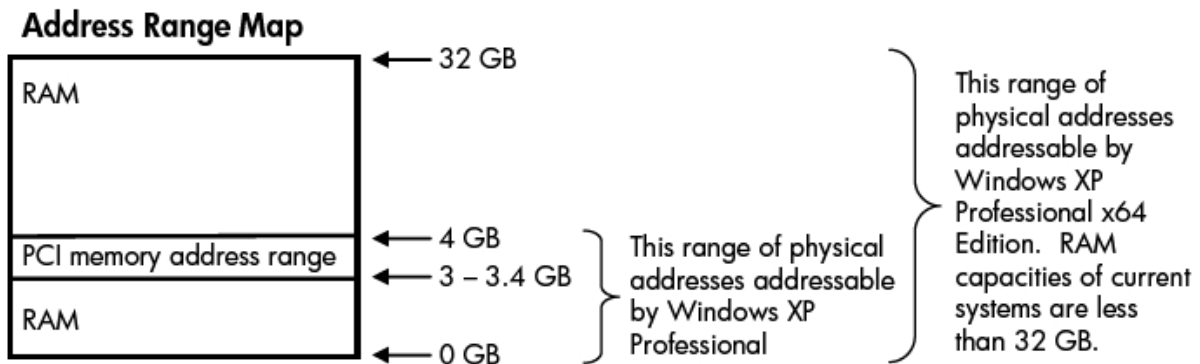 Address Range Map
RAM
PCI memory address range
RAM
32 GB
4 GB
3 – 3.4 GB
0 GB
This range of physical
addresses addressable
by Windows XP
Professional
This range of
physical addresses
addressable by
Windows XP
Professional x64
Edition.  RAM
capacities of current
systems are less
than 32 GB.